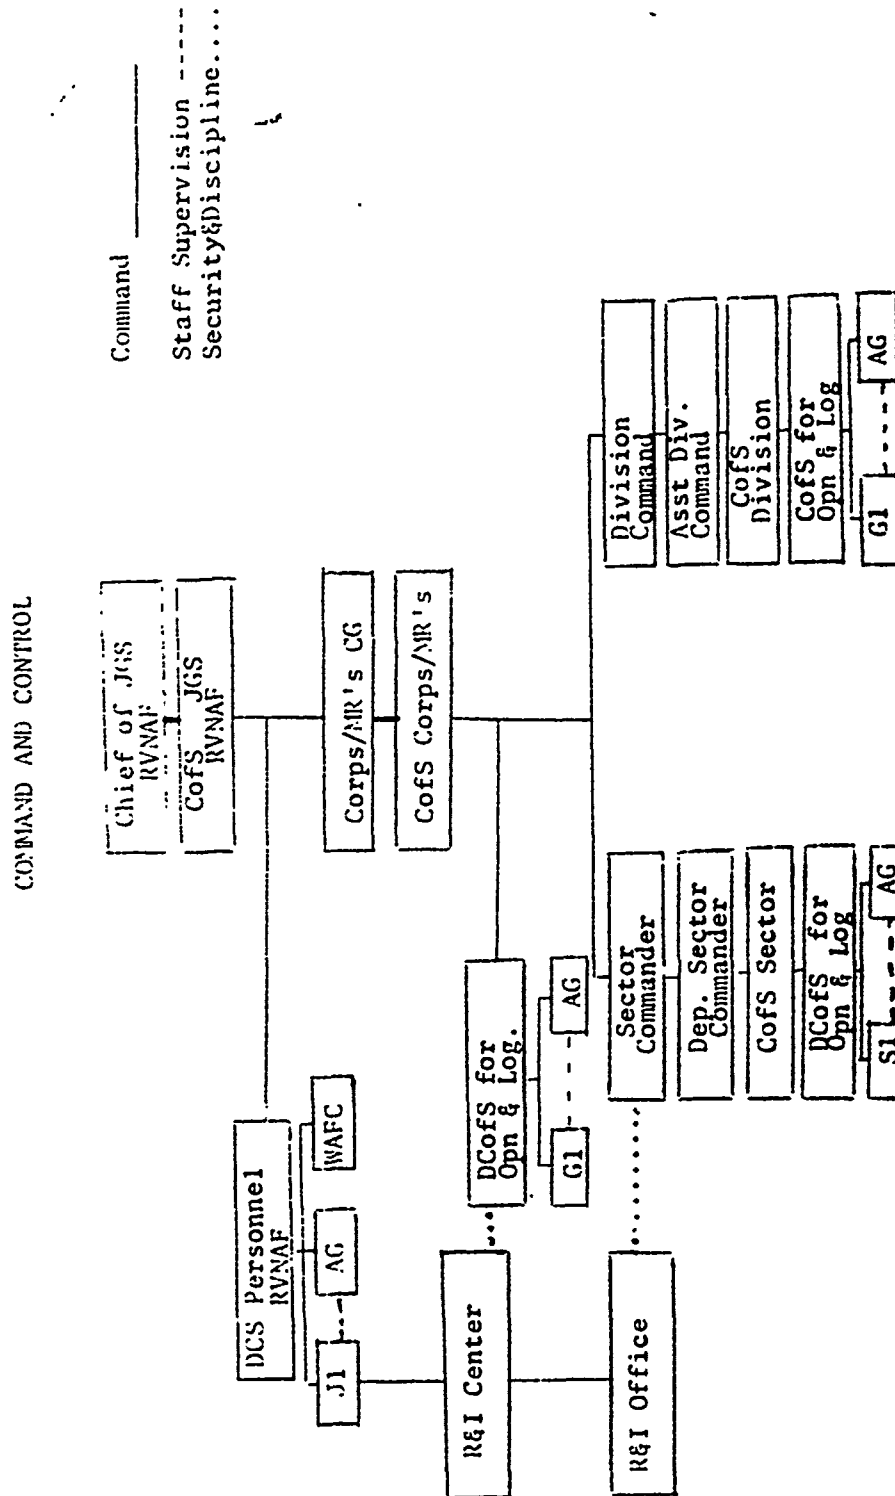 COMMAND AND CONTROL
Command
Staff Supervision -----
Security&Discipline....
Chief of JGS
RVNAF
CofS JGS
RVNAF
DCS Personnel
RVNAF
J1
AG
WAFC
Corps/MR's CG
CofS Corps/MR's
R&I Center
DCofS for
Opn & Log.
G1
AG
R&I Office
Sector
Commander
Dep. Sector
Commander
CofS Sector
DCofS for
Opn & Log
S1
AG
Division
Command
Asst Div.
Command
CofS
Division
CofS for
Opn & Log
G1
AG